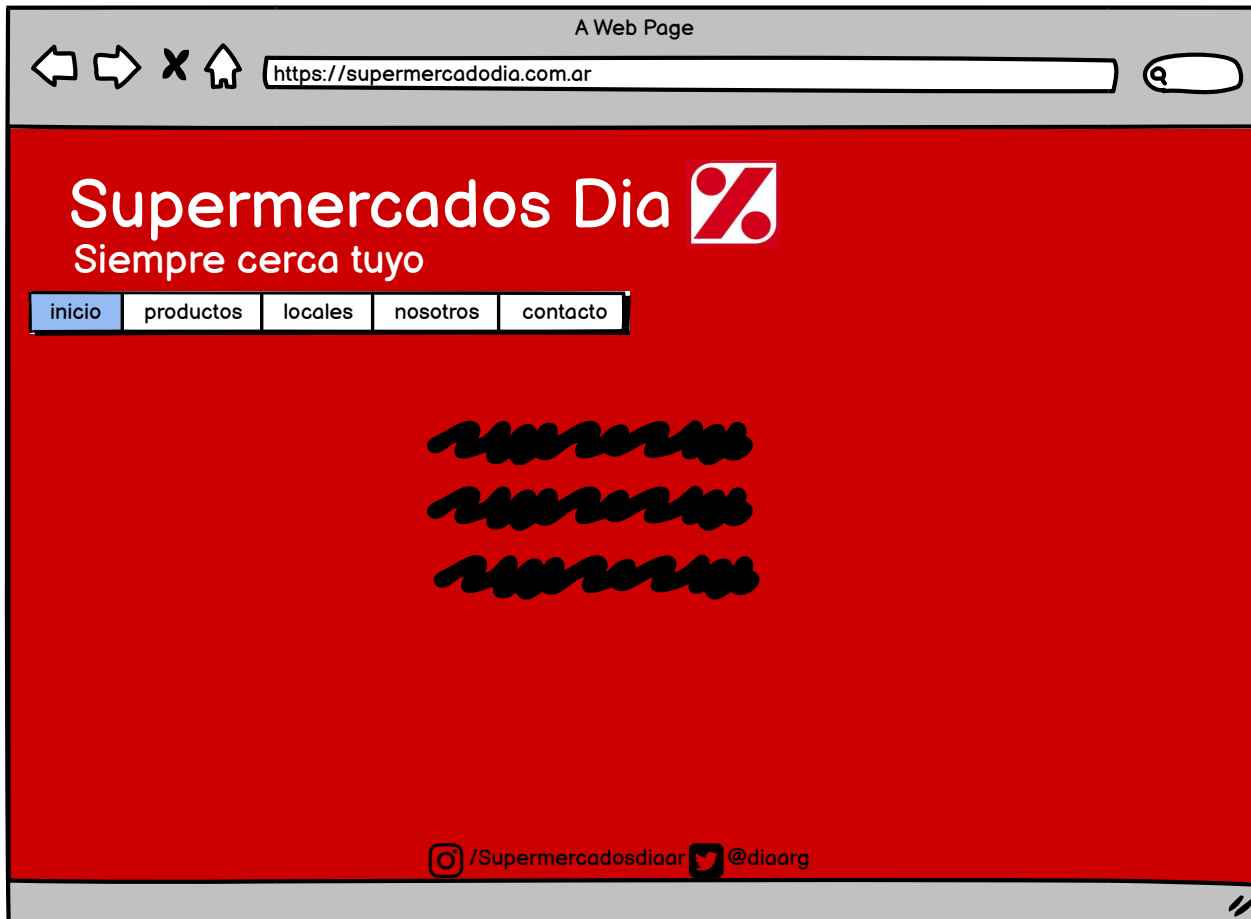 A Web Page
https://supermercadodia.com.ar
Supermercados Dia
Siempre cerca tuyo
inicio productos locales nosotros contacto
/Supermercadosdiaar @diaarg